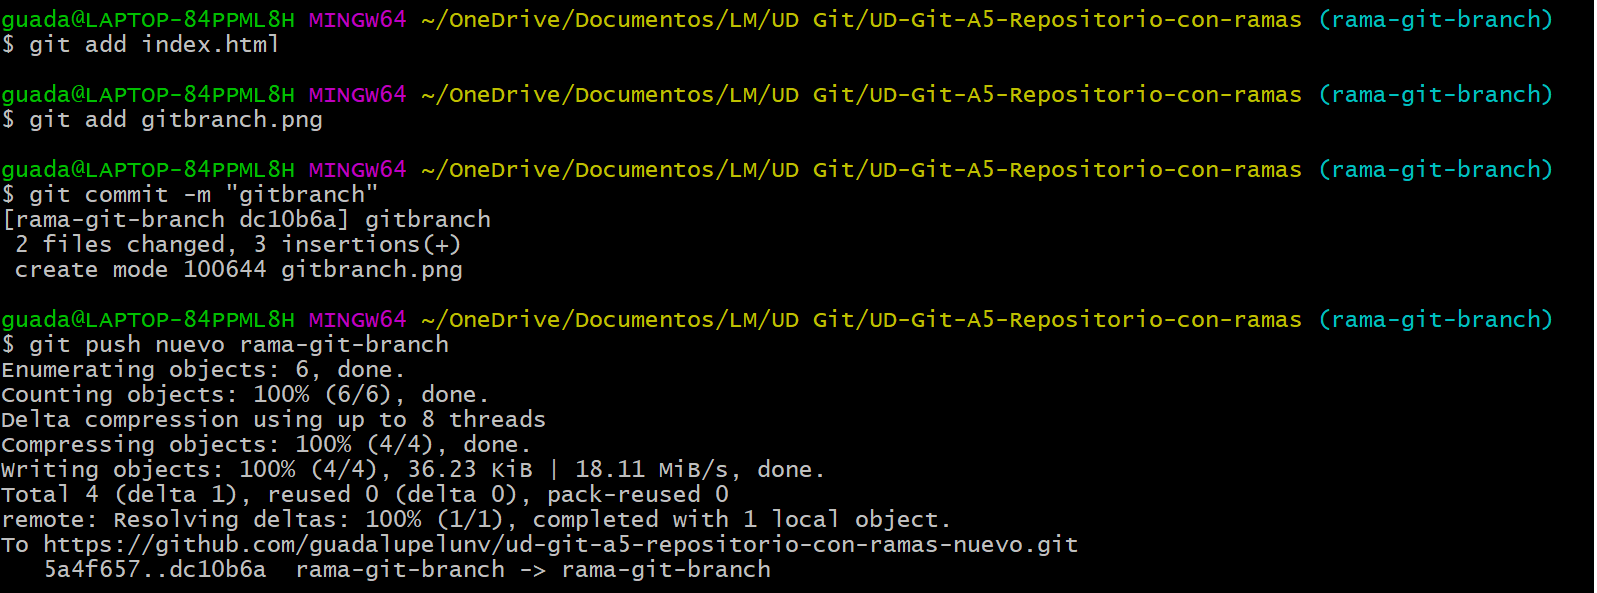 guada@LAPTOP-84PPML8H MINGW64 ~/OneDrive/Documentos/LM/UD Git/UD-Git-A5-Repositorio-con-ramas (rama-git-branch)
$ git add index.html
guada@LAPTOP-84PPML8H MINGW64 ~/OneDrive/Documentos/LM/UD Git/UD-Git-A5-Repositorio-con-ramas (rama-git-branch)
$ git add gitbranch.png
guada@LAPTOP-84PPML8H MINGW64 ~/OneDrive/Documentos/LM/UD Git/UD-Git-A5-Repositorio-con-ramas (rama-git-branch)
$ git commit -m "gitbranch"
[rama-git-branch dc10b6a] gitbranch
 2 files changed, 3 insertions(+)
 create mode 100644 gitbranch.png
guada@LAPTOP-84PPML8H MINGW64 ~/OneDrive/Documentos/LM/UD Git/UD-Git-A5-Repositorio-con-ramas (rama-git-branch)
$ git push nuevo rama-git-branch
Enumerating objects: 6, done.
Counting objects: 100% (6/6), done.
Delta compression using up to 8 threads
Compressing objects: 100% (4/4), done.
Writing objects: 100% (4/4), 36.23 KiB | 18.11 MiB/s, done.
Total 4 (delta 1), reused 0 (delta 0), pack-reused 0
remote: Resolving deltas: 100% (1/1), completed with 1 local object.
To https://github.com/guadalupelunv/ud-git-a5-repositorio-con-ramas-nuevo.git
   5a4f657..dc10b6a  rama-git-branch -> rama-git-branch